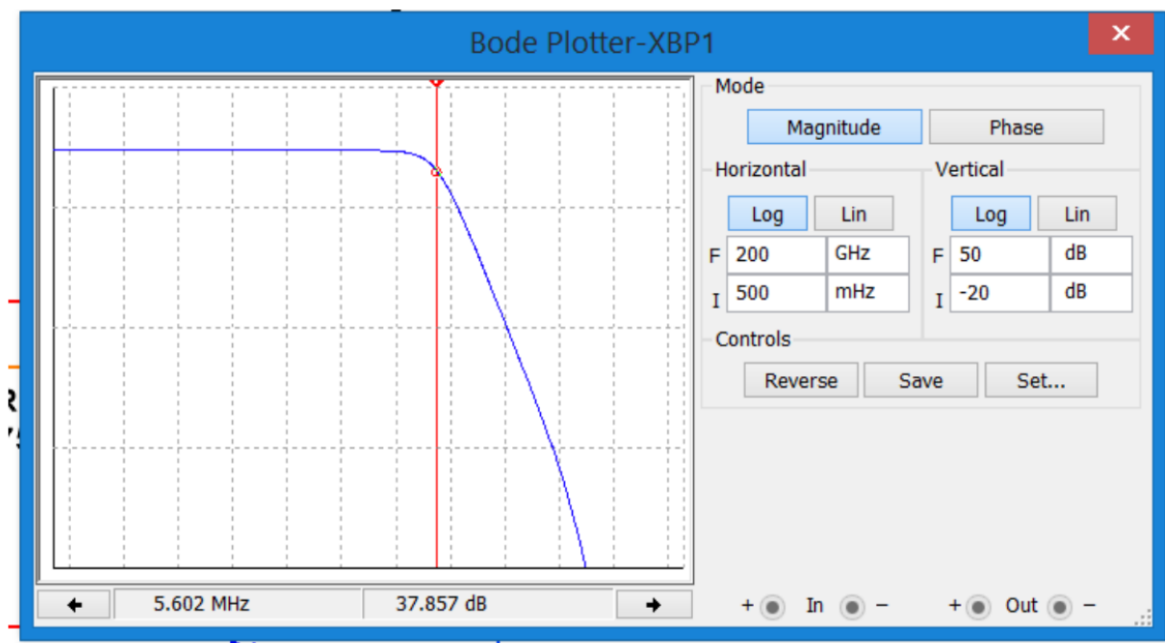 Bode Plotter-XBP1
Mode
Magnitude Phase
Horizontal Vertical
Log Lin Log Lin
F 200 GHz F 50 dB
I 500 mHz I -20 dB
Controls
Reverse Save Set...
5.602 MHz 37.857 dB
+ In - + Out -